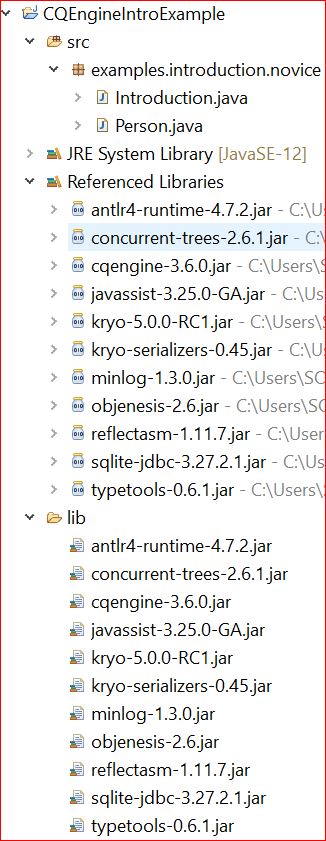 CQEngineIntroExample
src
examples.introduction.novice
Introduction.java
Person.java
JRE System Library [JavaSE-12]
Referenced Libraries
antlr4-runtime-4.7.2.jar - C:\U
concurrent-trees-2.6.1.jar - C:
cqengine-3.6.0.jar - C:\Users\S
javassist-3.25.0-GA.jar - C:\Us
kryo-5.0.0-RC1.jar - C:\Users\S
kryo-serializers-0.45.jar - C:\Us
minlog-1.3.0.jar - C:\Users\SO
objenesis-2.6.jar - C:\Users\SO
reflectasm-1.11.7.jar - C:\User
sqlite-jdbc-3.27.2.1.jar - C:\Use
typetools-0.6.1.jar - C:\Users\S
lib
antlr4-runtime-4.7.2.jar
concurrent-trees-2.6.1.jar
cqengine-3.6.0.jar
javassist-3.25.0-GA.jar
kryo-5.0.0-RC1.jar
kryo-serializers-0.45.jar
minlog-1.3.0.jar
objenesis-2.6.jar
reflectasm-1.11.7.jar
sqlite-jdbc-3.27.2.1.jar
typetools-0.6.1.jar